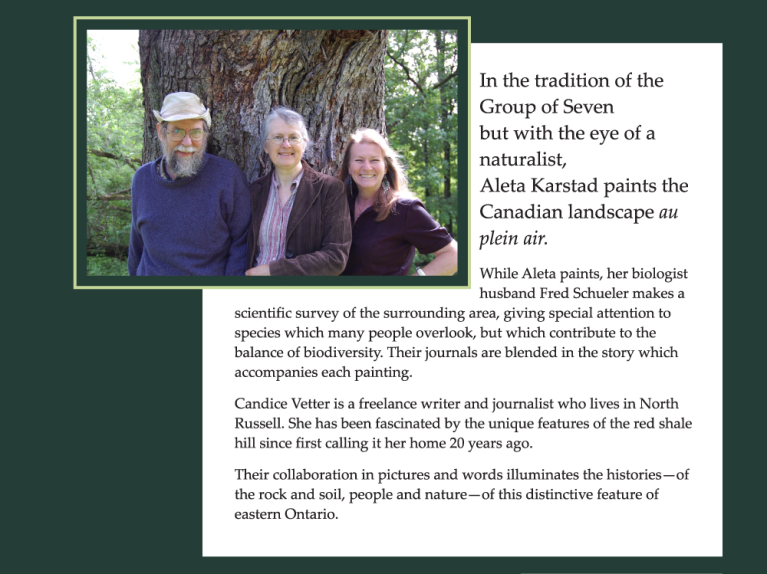 In the tradition of the
Group of Seven
but with the eye of a
naturalist,
Aleta Karstad paints the
Canadian landscape au
plein air.
While Aleta paints, her biologist
husband Fred Schueler makes a
scientific survey of the surrounding area, giving special attention to
species which many people overlook, but which contribute to the
balance of biodiversity. Their journals are blended in the story which
accompanies each painting.
Candice Vetter is a freelance writer and journalist who lives in North
Russell. She has been fascinated by the unique features of the red shale
hill since first calling it her home 20 years ago.
Their collaboration in pictures and words illuminates the histories—of
the rock and soil, people and nature—of this distinctive feature of
eastern Ontario.